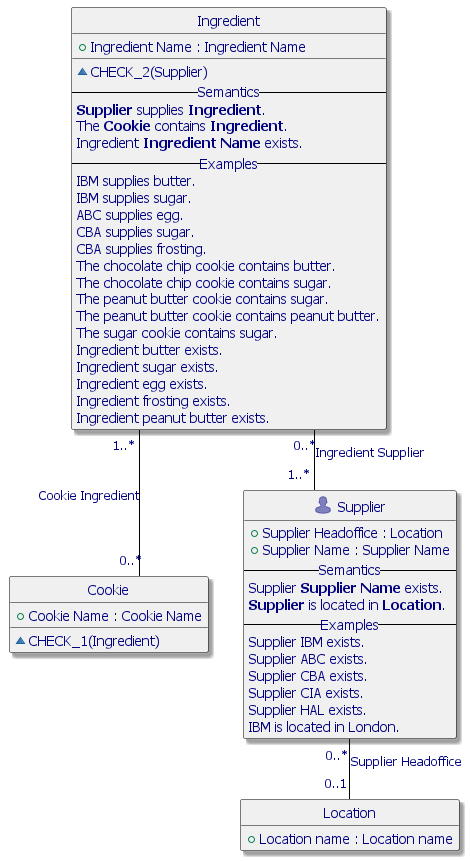 Ingredient
Ingredient Name : Ingredient Name
CHECK_2(Supplier)
Semantics
Supplier supplies Ingredient.
The Cookie contains Ingredient.
Ingredient Ingredient Name exists.
Examples
IBM supplies butter.
IBM supplies sugar.
ABC supplies egg.
CBA supplies sugar.
CBA supplies frosting.
The chocolate chip cookie contains butter.
The chocolate chip cookie contains sugar.
The peanut butter cookie contains sugar.
The peanut butter cookie contains peanut butter.
The sugar cookie contains sugar.
Ingredient butter exists.
Ingredient sugar exists.
Ingredient egg exists.
Ingredient frosting exists.
Ingredient peanut butter exists.
1..*
0..*
Ingredient Supplier
1..*
Cookie Ingredient
0..*
Supplier
Supplier Headoffice : Location
Supplier Name : Supplier Name
Semantics
Supplier Supplier Name exists.
Supplier is located in Location.
Examples
Supplier IBM exists.
Supplier ABC exists.
Supplier CBA exists.
Supplier CIA exists.
Supplier HAL exists.
IBM is located in London.
Cookie
Cookie Name : Cookie Name
CHECK_1(Ingredient)
0..*
Supplier Headoffice
0..1
Location
Location name : Location name